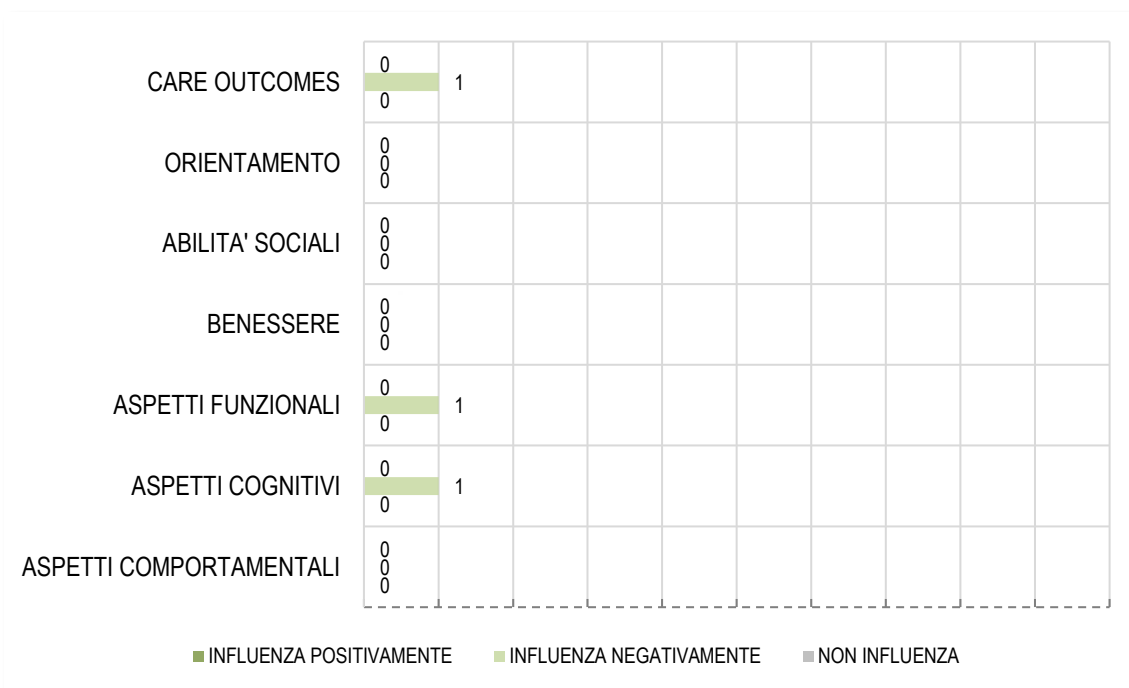 0
CARE OUTCOMES 1
0
0
ORIENTAMENTO 0
0
0
ABILITA' SOCIALI 0
0
0
BENESSERE 0
0
0
ASPETTI FUNZIONALI 1
0
0
ASPETTI COGNITIVI 1
0
0
ASPETTI COMPORTAMENTALI 0
0
INFLUENZA POSITIVAMENTE INFLUENZA NEGATIVAMENTE NON INFLUENZA